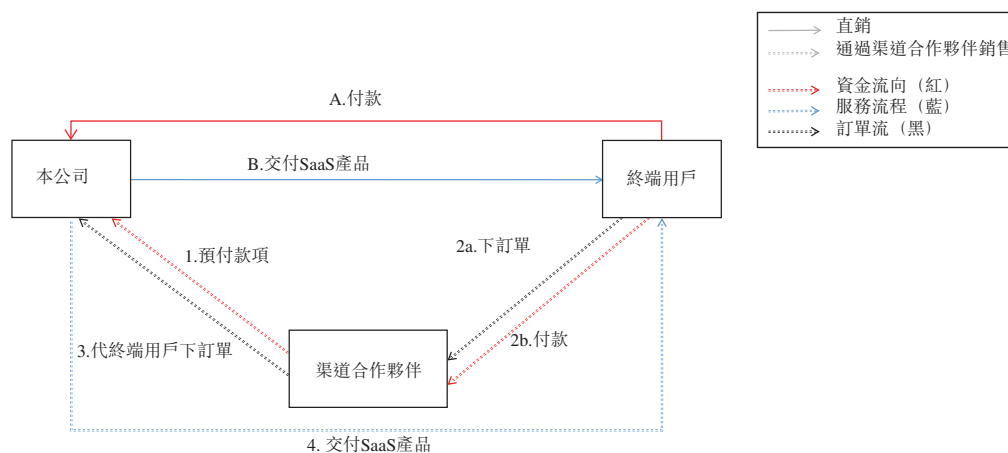 直銷
通過渠道合作夥伴銷售
資金流向（紅）
服務流程（藍）
訂單流（黑）
A.付款
本公司
B.交付SaaS產品
終端用戶
2a.下訂單
1.預付款項
2b.付款
3.代終端用戶下訂單
渠道合作夥伴
4. 交付SaaS產品